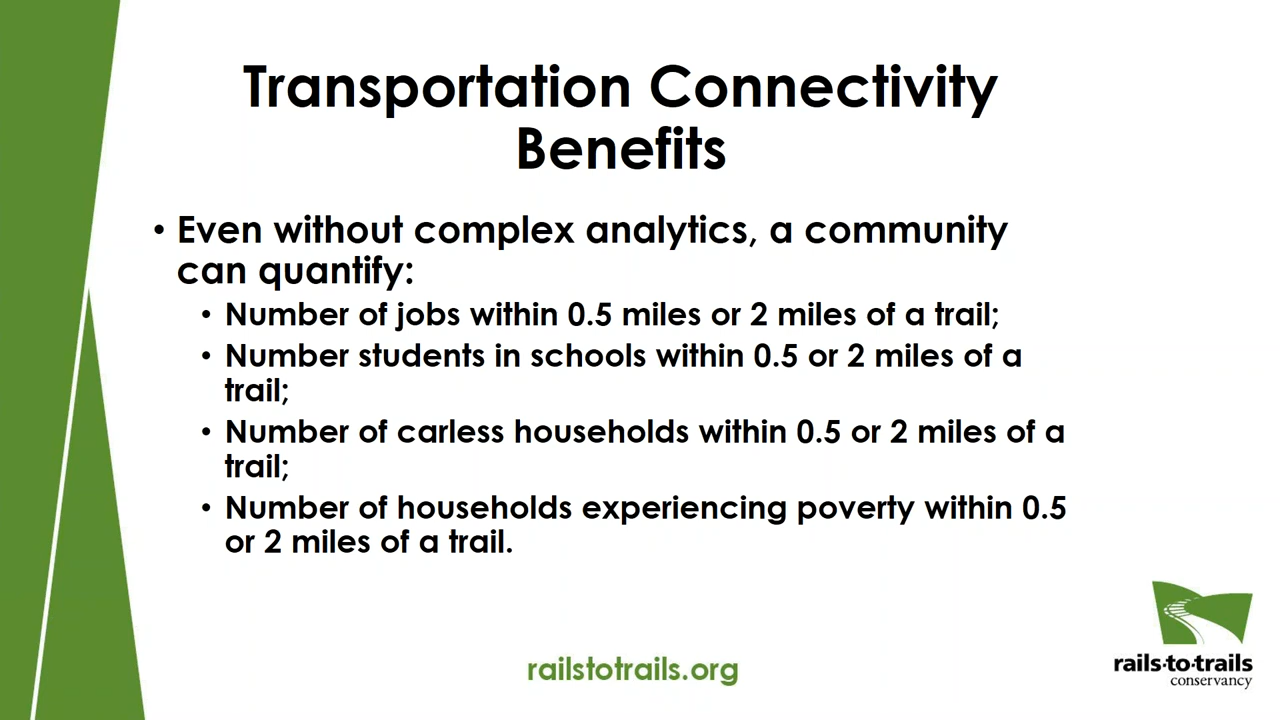 Transportation Connectivity
Benefits
• Even without complex analytics, a community
can quantify:
• Number of jobs within 0.5 miles or 2 miles of a trail;
• Number students in schools within 0.5 or 2 miles of a
trail;
• Number of carless households within 0.5 or 2 miles of a
trail;
• Number of households experiencing poverty within 0.5
or 2 miles of a trail.
railstotrails.org
rails·to·trails
conservancy